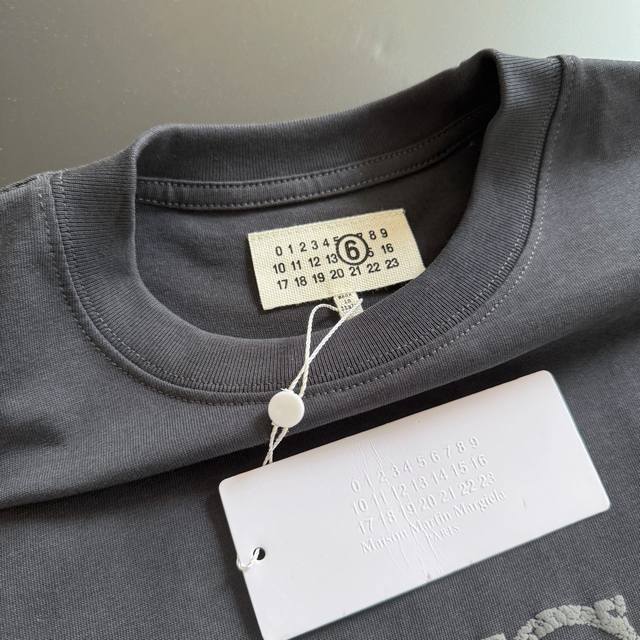 0 1 2 3 4 5 6 7 8 9
10 11 12 13 15 16
17 18 19 20 21 22 23
MADE
IN
0 1 2 3 4 5 6 7 8 9
10 11 12 13 14 15 16
17 18 19 20 21 22 23
Maison Martin Margiela
PARIS